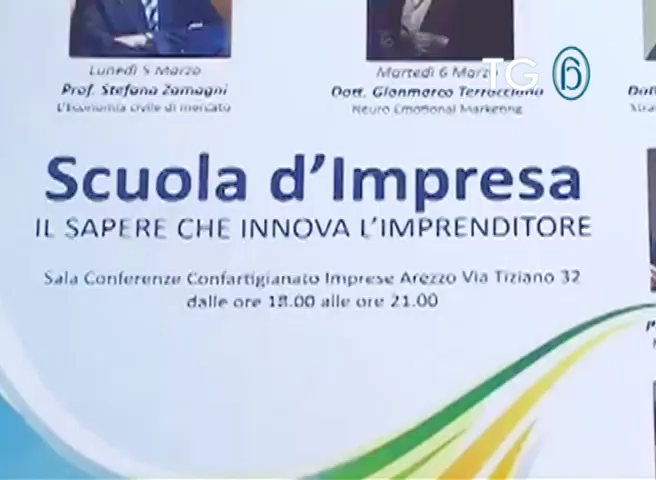 Lunedì 5 Marzo
Prof. Stefano Zamagni
L'Economia civile di mercato
Martedì 6 Marzo
Dott. Gianmarco Terracciano
Neuro Emotional Marketing
TG 6
Scuola d'Impresa
IL SAPERE CHE INNOVA L'IMPRENDITORE
Sala Conferenze Confartigianato Imprese Arezzo Via Tiziano 32
dalle ore 18.00 alle ore 21.00